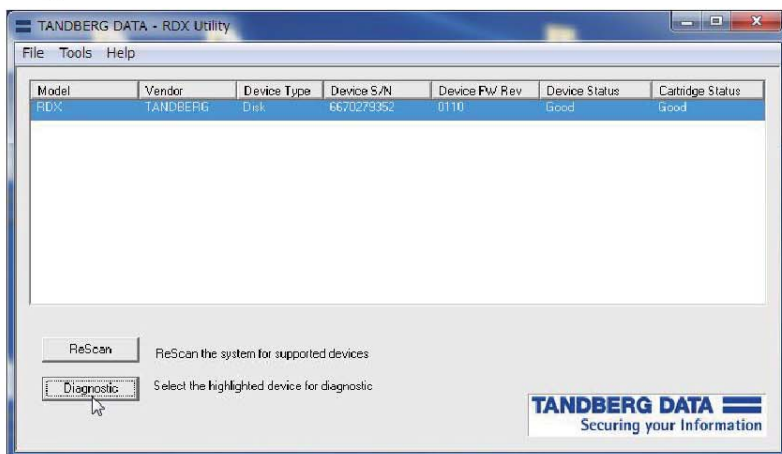 TANDBERG DATA - RDX Utility
File Tools Help
Model Vendor Device Type Device S/N Device FW Rev Device Status Cartridge Status
RDX TANDBERG Disk 6670279352 0110 Good Good
ReScan ReScan the system for supported devices
Diagnostic Select the highlighted device for diagnostic
TANDBERG DATA
Securing your Information